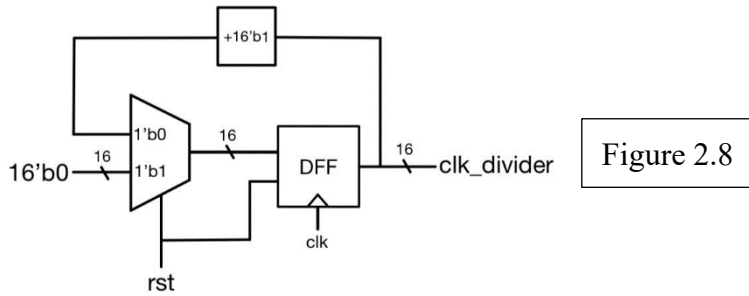 +16'b1
1'b0
16
16
16'b0
1'b1
DFF
16
clk_divider
Figure 2.8
clk
rst